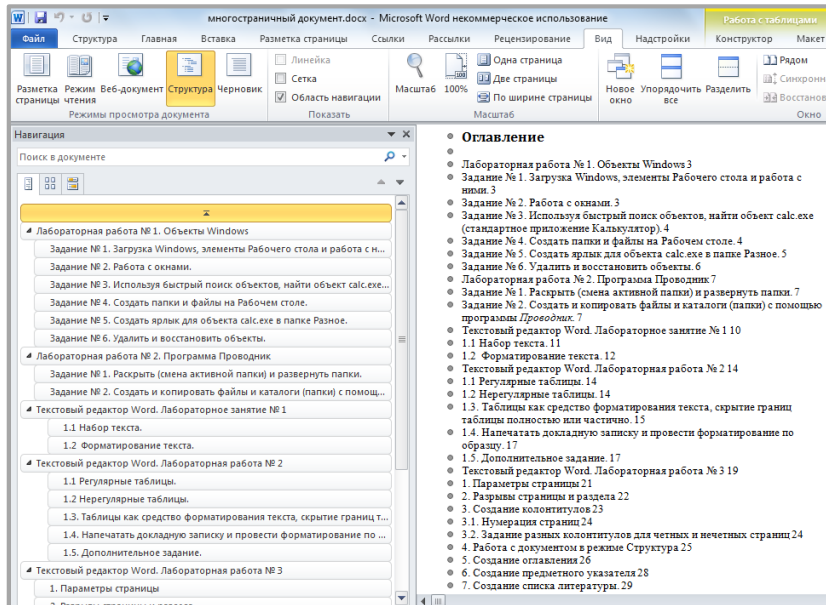 многостраничный документ.docx - Microsoft Word некоммерческое использование
Работа с таблицами
Файл Структура Главная Вставка Разметка страницы Ссылки Рассылки Рецензирование Вид Надстройки Конструктор Макет
Разметка страницы
Режим чтения
Веб-документ
Структура
Черновик
Режимы просмотра документа
Линейка
Сетка
Область навигации
Показать
Масштаб
100%
Одна страница
Две страницы
По ширине страницы
Масштаб
Новое окно
Упорядочить все
Разделить
Рядом
Синхронн
Восстанов
Окно
Навигация
Поиск в документе
Лабораторная работа № 1. Объекты Windows
Задание № 1. Загрузка Windows, элементы Рабочего стола и работа с н...
Задание № 2. Работа с окнами.
Задание № 3. Используя быстрый поиск объектов, найти объект calc.exe...
Задание № 4. Создать папки и файлы на Рабочем столе.
Задание № 5. Создать ярлык для объекта calc.exe в папке Разное.
Задание № 6. Удалить и восстановить объекты.
Лабораторная работа № 2. Программа Проводник
Задание № 1. Раскрыть (смена активной папки) и развернуть папки.
Задание № 2. Создать и копировать файлы и каталоги (папки) с помощ...
Текстовый редактор Word. Лабораторное занятие № 1
1.1 Набор текста.
1.2 Форматирование текста.
Текстовый редактор Word. Лабораторная работа № 2
1.1 Регулярные таблицы.
1.2 Нерегулярные таблицы.
1.3. Таблицы как средство форматирования текста, скрытие границ т...
1.4. Напечатать докладную записку и провести форматирование по ...
1.5. Дополнительное задание.
Текстовый редактор Word. Лабораторная работа № 3
1. Параметры страницы
Оглавление
Лабораторная работа № 1. Объекты Windows 3
Задание № 1. Загрузка Windows, элементы Рабочего стола и работа с
ними. 3
Задание № 2. Работа с окнами. 3
Задание № 3. Используя быстрый поиск объектов, найти объект calc.exe
(стандартное приложение Калькулятор). 4
Задание № 4. Создать папки и файлы на Рабочем столе. 4
Задание № 5. Создать ярлык для объекта calc.exe в папке Разное. 5
Задание № 6. Удалить и восстановить объекты. 6
Лабораторная работа № 2. Программа Проводник 7
Задание № 1. Раскрыть (смена активной папки) и развернуть папки. 7
Задание № 2. Создать и копировать файлы и каталоги (папки) с помощью
программы Проводник. 7
Текстовый редактор Word. Лабораторное занятие № 1 10
1.1 Набор текста. 11
1.2 Форматирование текста. 12
Текстовый редактор Word. Лабораторная работа № 2 14
1.1 Регулярные таблицы. 14
1.2 Нерегулярные таблицы. 14
1.3. Таблицы как средство форматирования текста, скрытие границ
таблицы полностью или частично. 15
1.4. Напечатать докладную записку и провести форматирование по
образцу. 17
1.5. Дополнительное задание. 17
Текстовый редактор Word. Лабораторная работа № 3 19
1. Параметры страницы 21
2. Разрывы страницы и раздела 22
3. Создание колонтитулов 23
3.1. Нумерация страниц 24
3.2. Задание разных колонтитулов для четных и нечетных страниц 24
4. Работа с документом в режиме Структура 25
5. Создание оглавления 26
6. Создание предметного указателя 28
7. Создание списка литературы. 29